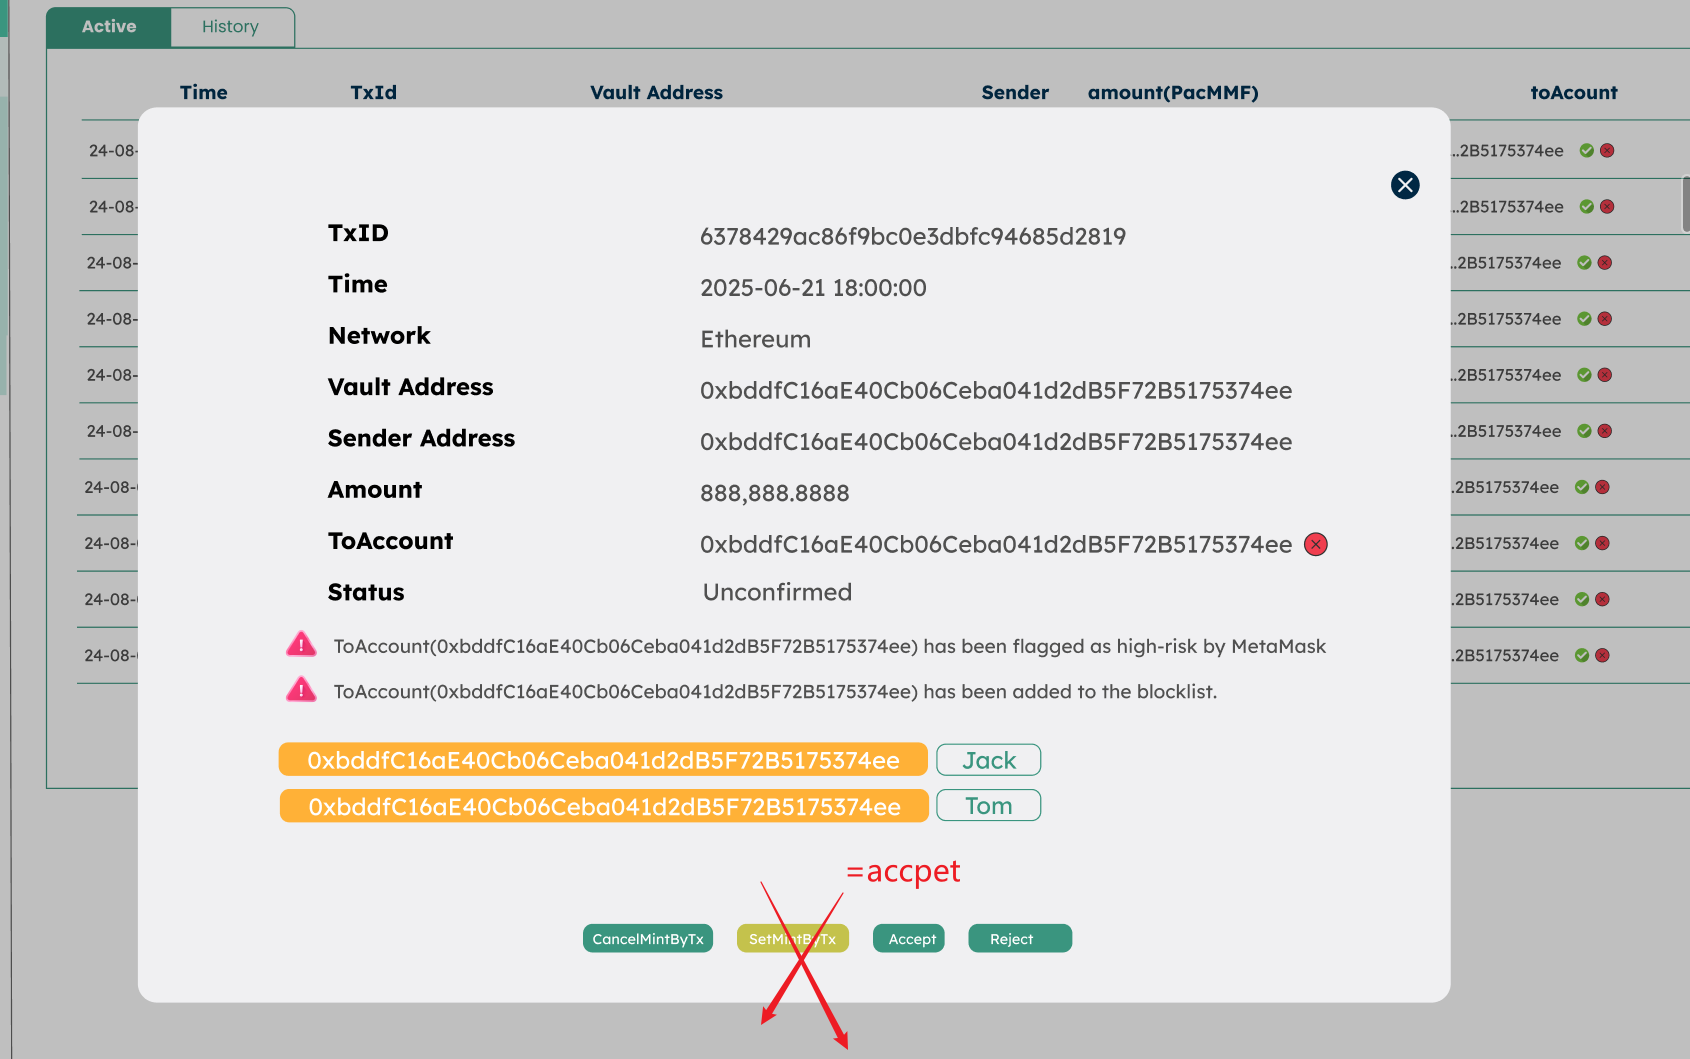 Active History
Time TxId Vault Address Sender amount(PacMMF) toAcount
24-08- ...2B5175374ee
24-08- ...2B5175374ee
24-08- ..2B5175374ee
24-08- ..2B5175374ee
24-08- ..2B5175374ee
24-08- ..2B5175374ee
24-08- .2B5175374ee
24-08- .2B5175374ee
24-08- .2B5175374ee
24-08- .2B5175374ee
TxID 6378429ac86f9bc0e3dbfc94685d2819
Time 2025-06-21 18:00:00
Network Ethereum
Vault Address 0xbddfC16aE40Cb06Ceba041d2dB5F72B5175374ee
Sender Address 0xbddfC16aE40Cb06Ceba041d2dB5F72B5175374ee
Amount 888,888.8888
ToAccount 0xbddfC16aE40Cb06Ceba041d2dB5F72B5175374ee
Status Unconfirmed
ToAccount(0xbddfC16aE40Cb06Ceba041d2dB5F72B5175374ee) has been flagged as high-risk by MetaMask
ToAccount(0xbddfC16aE40Cb06Ceba041d2dB5F72B5175374ee) has been added to the blocklist.
0xbddfC16aE40Cb06Ceba041d2dB5F72B5175374ee Jack
0xbddfC16aE40Cb06Ceba041d2dB5F72B5175374ee Tom
=accpet
CancelMintByTx SetMintByTx Accept Reject